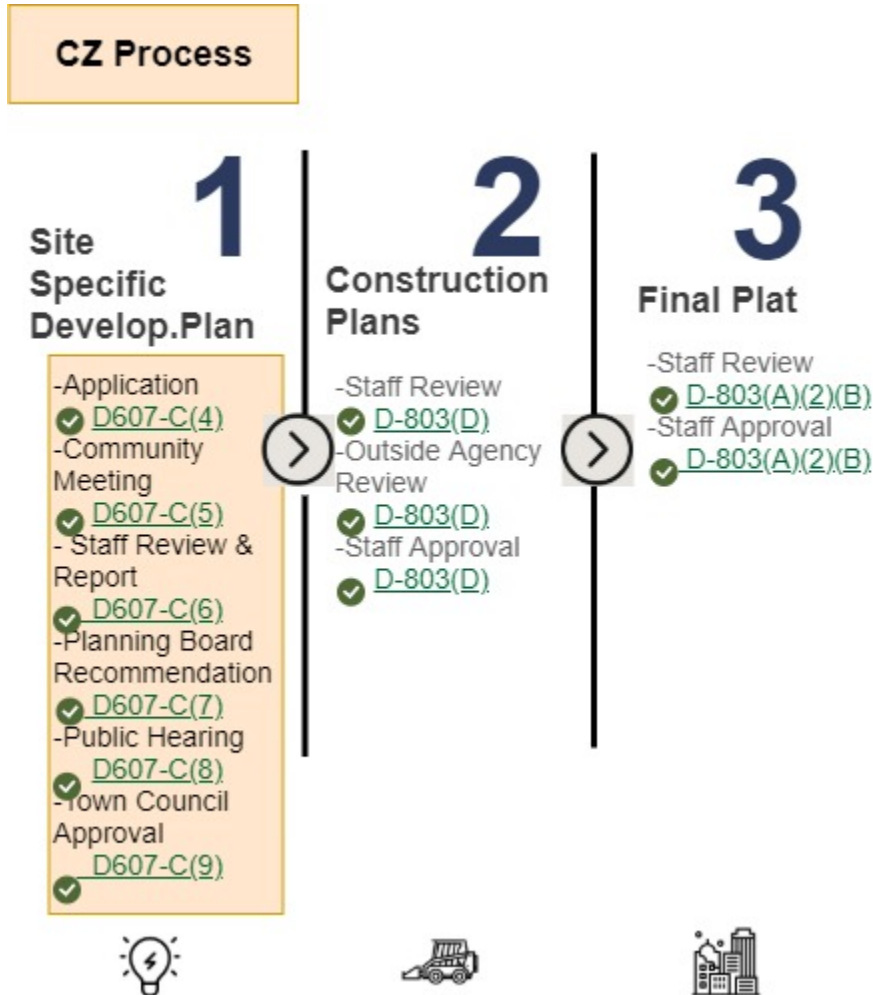 CZ Process
1
Site
Specific
Develop.Plan
-Application
D607-C(4)
-Community
Meeting
D607-C(5)
- Staff Review &
Report
D607-C(6)
-Planning Board
Recommendation
D607-C(7)
-Public Hearing
D607-C(8)
-Town Council
Approval
D607-C(9)
2
Construction
Plans
-Staff Review
D-803(D)
-Outside Agency
Review
D-803(D)
-Staff Approval
D-803(D)
3
Final Plat
-Staff Review
D-803(A)(2)(B)
-Staff Approval
D-803(A)(2)(B)